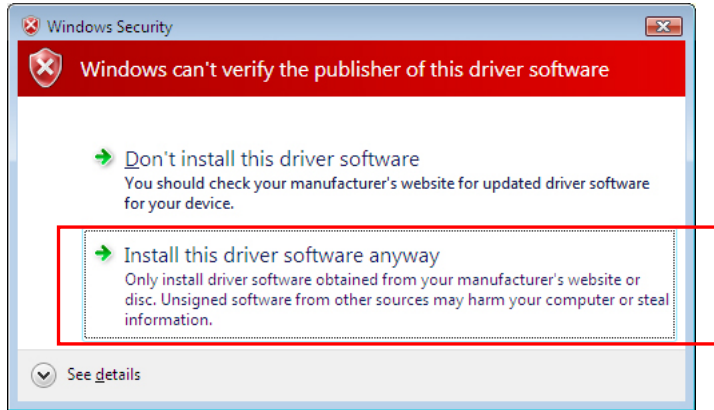 Windows Security
Windows can't verify the publisher of this driver software
Don't install this driver software
You should check your manufacturer's website for updated driver software
for your device.
Install this driver software anyway
Only install driver software obtained from your manufacturer's website or
disc. Unsigned software from other sources may harm your computer or steal
information.
See details